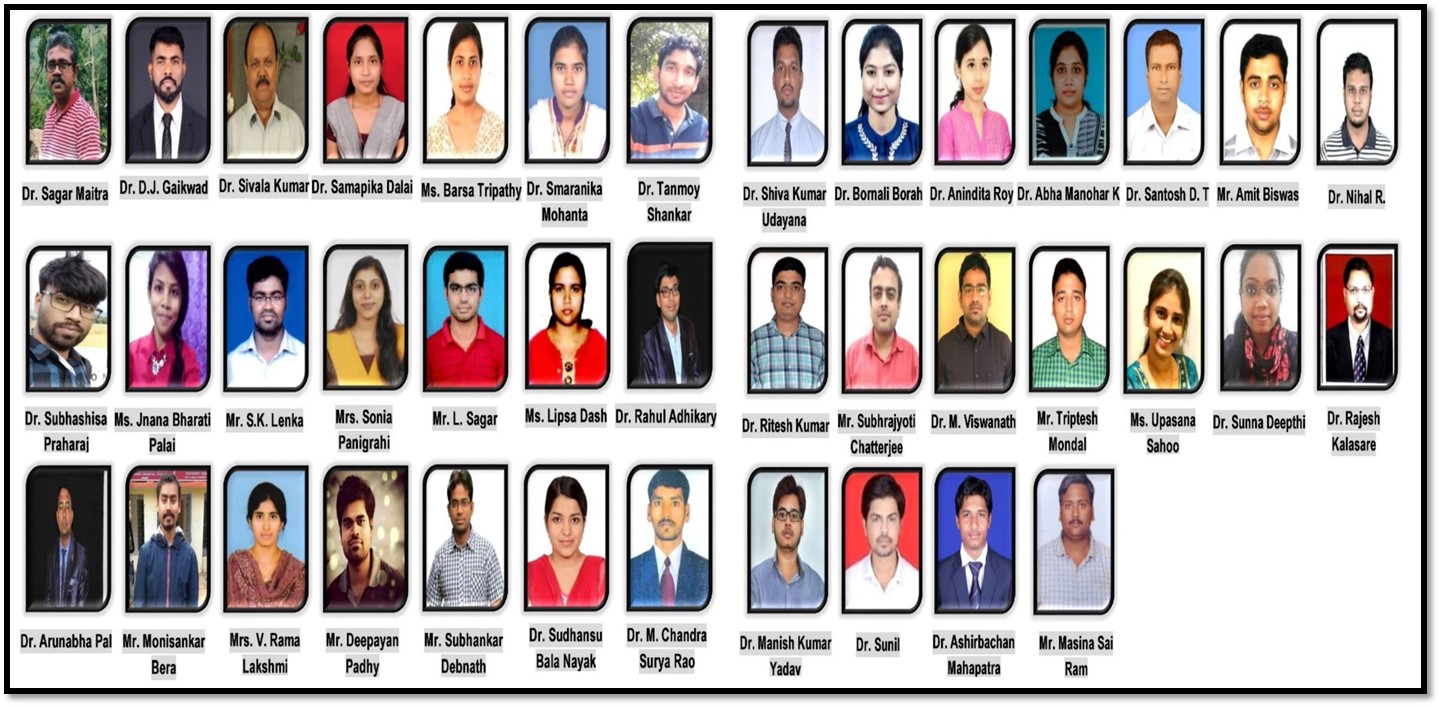 Dr. Sagar Maitra
Dr. D.J. Gaikwad
Dr. Sivala Kumar
Dr. Samapika Dalai
Ms. Barsa Tripathy
Dr. Smaranika
Mohanta
Dr. Tanmoy
Shankar
Dr. Shiva Kumar
Udayana
Dr. Bornali Borah
Dr. Anindita Roy
Dr. Abha Manohar K
Dr. Santosh D. T
Mr. Amit Biswas
Dr. Nihal R.
Dr. Subhashisa
Praharaj
Ms. Jnana Bharati
Palai
Mr. S.K. Lenka
Mrs. Sonia
Panigrahi
Mr. L. Sagar
Ms. Lipsa Dash
Dr. Rahul Adhikary
Dr. Ritesh Kumar
Mr. Subhrajyoti
Chatterjee
Dr. M. Viswanath
Mr. Triptesh
Mondal
Ms. Upasana
Sahoo
Dr. Sunna Deepthi
Dr. Rajesh
Kalasare
Dr. Arunabha Pal
Mr. Monisankar
Bera
Mrs. V. Rama
Lakshmi
Mr. Deepayan
Padhy
Mr. Subhankar
Debnath
Dr. Sudhansu
Bala Nayak
Dr. M. Chandra
Surya Rao
Dr. Manish Kumar
Yadav
Dr. Sunil
Dr. Ashirbachan
Mahapatra
Mr. Masina Sai
Ram